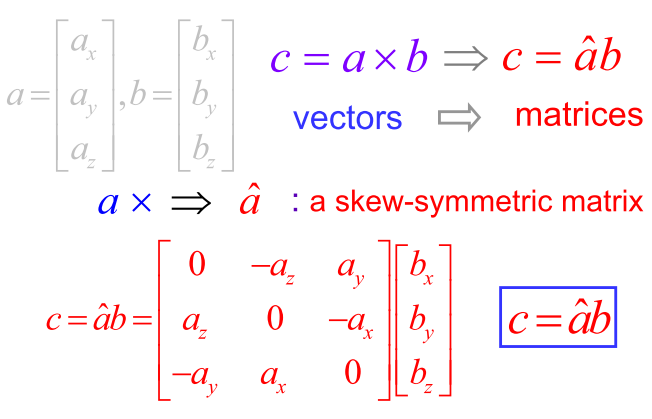 a = [a_x a_y a_z], b = [b_x b_y b_z]
c = a × b ⇒ c = âb
vectors ⇨ matrices
a × ⇒ â : a skew-symmetric matrix
c = âb = [0 −a_z a_y
a_z 0 −a_x
−a_y a_x 0] [b_x b_y b_z]
c = âb